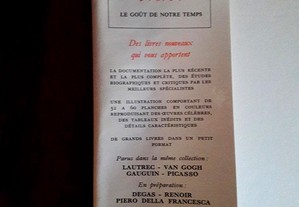 LE GOÛT DE NOTRE TEMPS
Des livres nouveaux
qui vous apportent
LA DOCUMENTATION LA PLUS RÉCENTE
ET LA PLUS COMPLÈTE, DES ÉTUDES
BIOGRAPHIQUES ET CRITIQUES PAR LES
MEILLEURS SPÉCIALISTES
UNE ILLUSTRATION COMPORTANT DE
52 A 60 PLANCHES EN COULEURS
REPRODUISANT DES ŒUVRES CÉLÈBRES,
DES TABLEAUX INÉDITS ET DES
DÉTAILS CARACTÉRISTIQUES
DE GRANDS LIVRES DANS UN PETIT
FORMAT
Parus dans la même collection :
LAUTREC - VAN GOGH
GAUGUIN - PICASSO
En préparation :
DEGAS - RENOIR
PIERO DELLA FRANCESCA